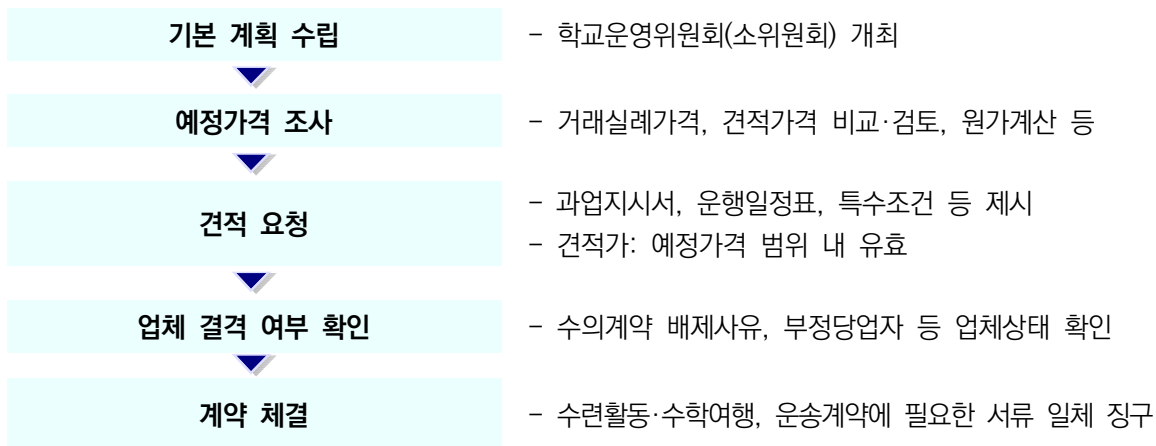 기본 계획 수립
- 학교운영위원회(소위원회) 개최
예정가격 조사
- 거래실례가격, 견적가격 비교·검토, 원가계산 등
견적 요청
- 과업지시서, 운행일정표, 특수조건 등 제시
- 견적가: 예정가격 범위 내 유효
업체 결격 여부 확인
- 수의계약 배제사유, 부정당업자 등 업체상태 확인
계약 체결
- 수련활동·수학여행, 운송계약에 필요한 서류 일체 징구